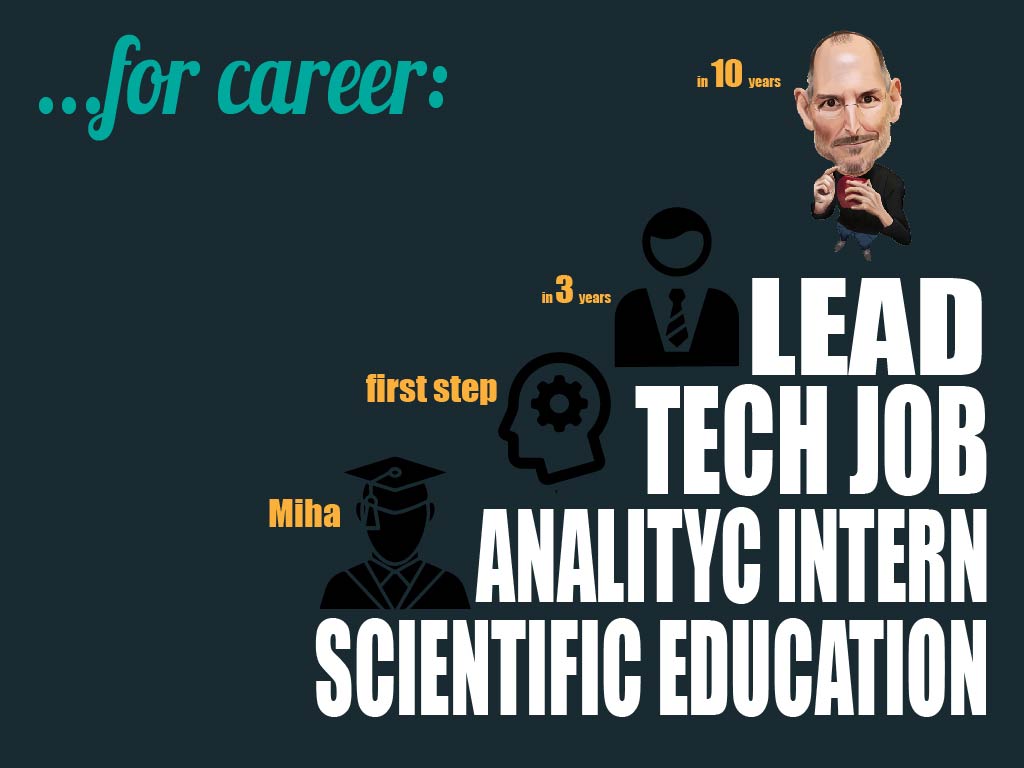 ...for career:
in 10 years
in 3 years
first step
Miha
LEAD
TECH JOB
ANALITYC INTERN
SCIENTIFIC EDUCATION